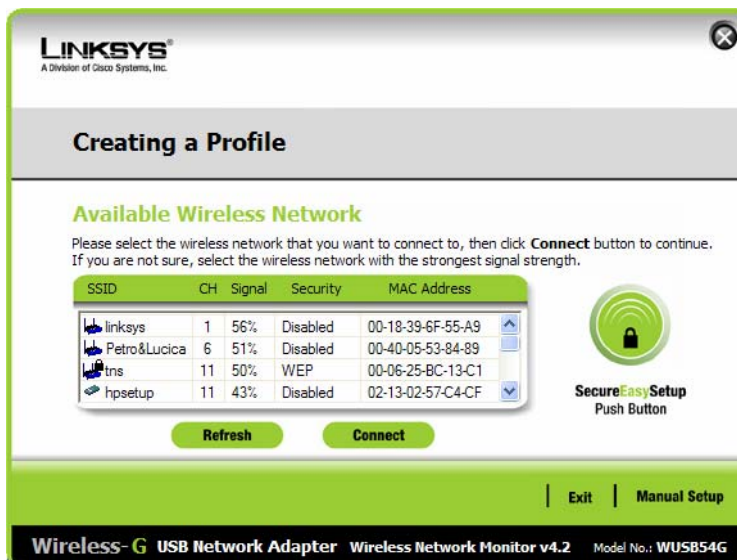 LINKSYS®
A Division of Cisco Systems, Inc.
Creating a Profile
Available Wireless Network
Please select the wireless network that you want to connect to, then click Connect button to continue.
If you are not sure, select the wireless network with the strongest signal strength.
SSID CH Signal Security MAC Address
linksys 1 56% Disabled 00-18-39-6F-55-A9
Petro&Lucica 6 51% Disabled 00-40-05-53-84-89
tns 11 50% WEP 00-06-25-BC-13-C1
hpsetup 11 43% Disabled 02-13-02-57-C4-CF
SecureEasySetup
Push Button
Refresh Connect
Exit Manual Setup
Wireless-G USB Network Adapter Wireless Network Monitor v4.2 Model No.: WUSB54G